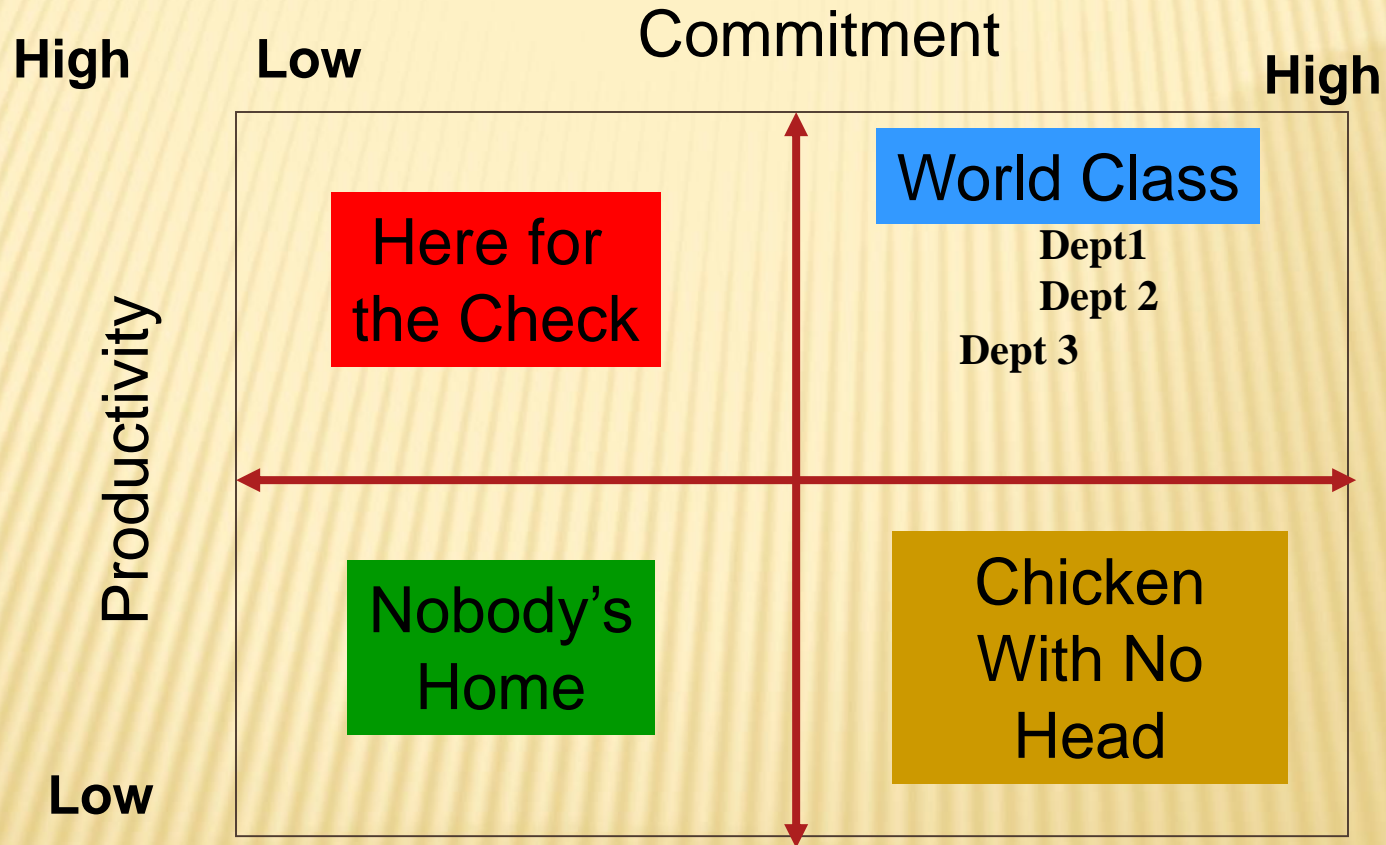 Commitment
High
Low
High
Here for
the Check
World Class
Dept1
Dept 2
Dept 3
Productivity
Nobody’s
Home
Chicken
With No
Head
Low